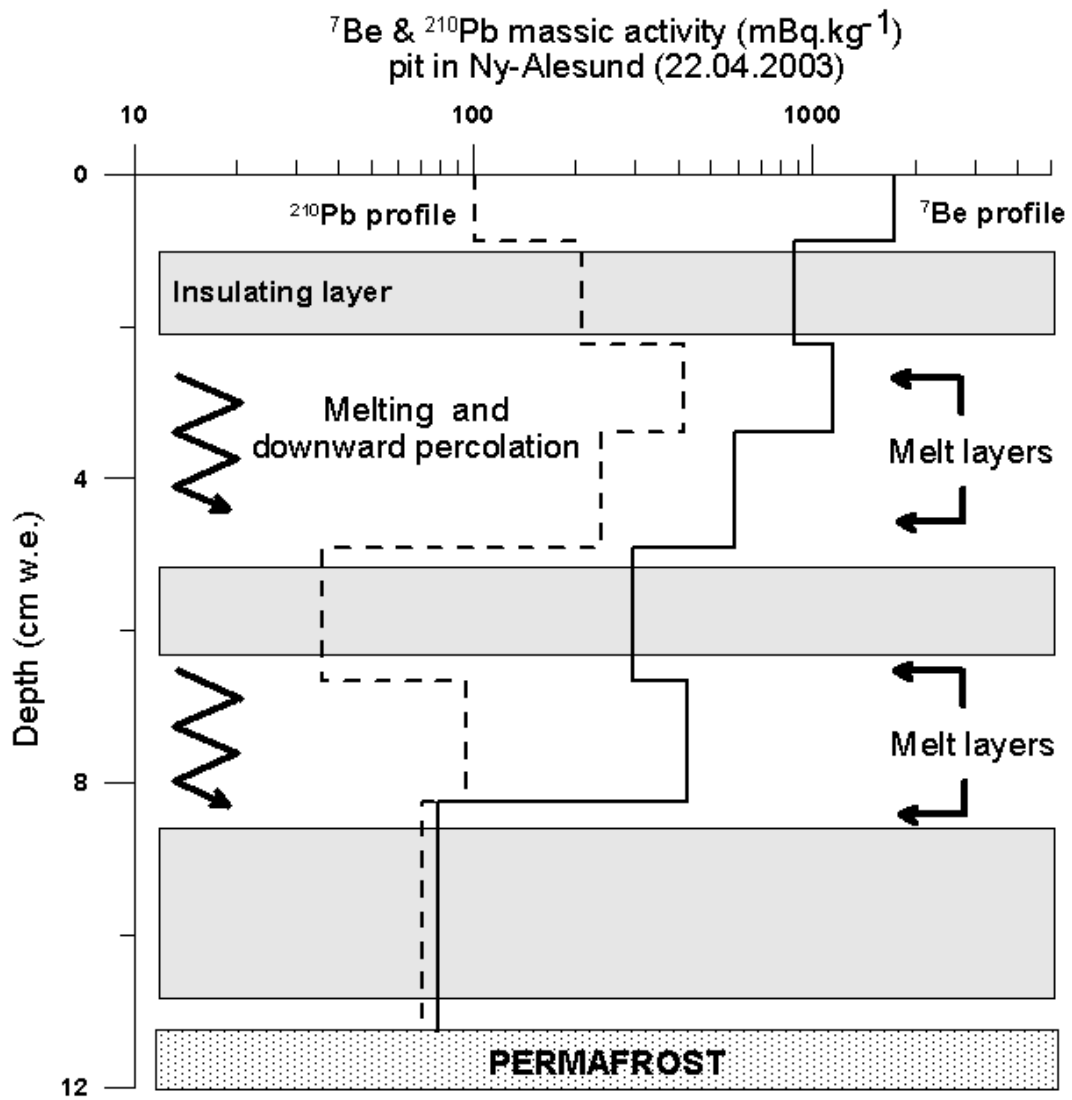 ⁷Be & ²¹⁰Pb massic activity (mBq.kg⁻¹)
pit in Ny-Alesund (22.04.2003)
10 100 1000
0
²¹⁰Pb profile ⁷Be profile
Insulating layer
Melting and
downward percolation
Melt layers
4
Depth (cm w.e.)
Melt layers
8
PERMAFROST
12